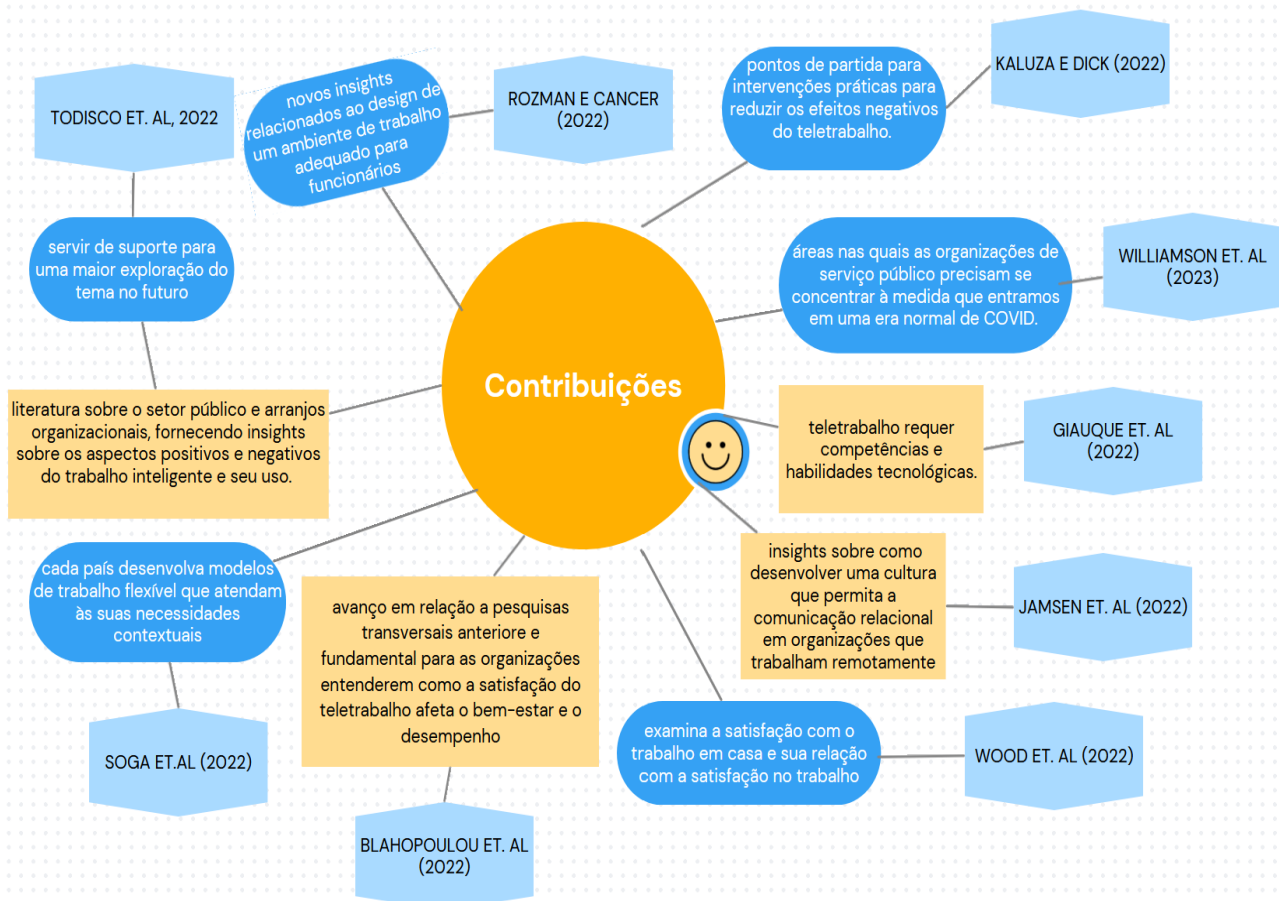 TODISCO ET. AL, 2022
novos insights
relacionados ao design de
um ambiente de trabalho
adequado para
funcionários
ROZMAN E CANCER
(2022)
pontos de partida para
intervenções práticas para
reduzir os efeitos negativos
do teletrabalho.
KALUZA E DICK (2022)
servir de suporte para
uma maior exploração do
tema no futuro
áreas nas quais as organizações de
serviço público precisam se
concentrar à medida que entramos
em uma era normal de COVID.
WILLIAMSON ET. AL
(2023)
Contribuições
literatura sobre o setor público e arranjos
organizacionais, fornecendo insights
sobre os aspectos positivos e negativos
do trabalho inteligente e seu uso.
teletrabalho requer
competências e
habilidades tecnológicas.
GIAUQUE ET. AL
(2022)
cada país desenvolva modelos
de trabalho flexível que atendam
às suas necessidades
contextuais
avanço em relação a pesquisas
transversais anteriore e
fundamental para as organizações
entenderem como a satisfação do
teletrabalho afeta o bem-estar e o
desempenho
insights sobre como
desenvolver uma cultura
que permita a
comunicação relacional
em organizações que
trabalham remotamente
JAMSEN ET. AL (2022)
SOGA ET.AL (2022)
examina a satisfação com o
trabalho em casa e sua relação
com a satisfação no trabalho
WOOD ET. AL (2022)
BLAHOPOULOU ET. AL
(2022)